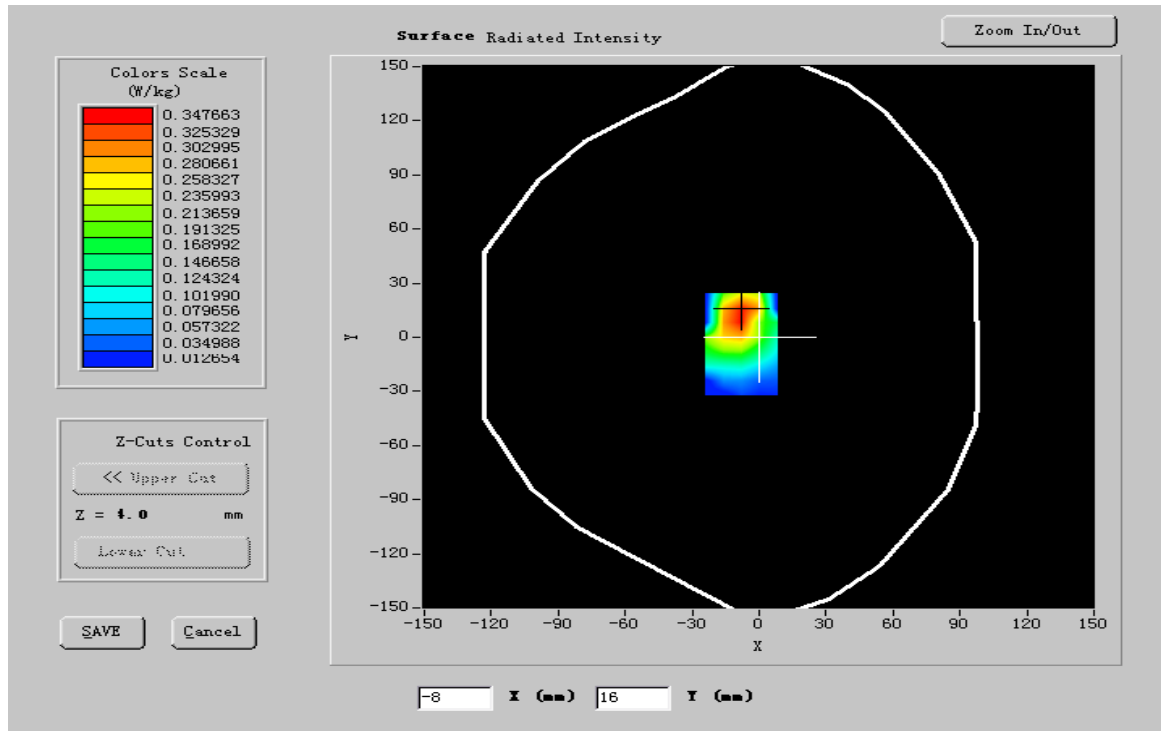 Surface Radiated Intensity
Zoom In/Out
Colors Scale
(W/kg)
0.347663
0.325329
0.302995
0.280661
0.258327
0.235993
0.213659
0.191325
0.168992
0.146658
0.124324
0.101990
0.079656
0.057322
0.034988
0.012654
Z-Cuts Control
<< Upper Cut
Z = 4.0 mm
Lower Cut
SAVE
Cancel
150
120
90
60
30
0
-30
-60
-90
-120
-150
Y
-150 -120 -90 -60 -30 0 30 60 90 120 150
X
-8 X (mm) 16 Y (mm)